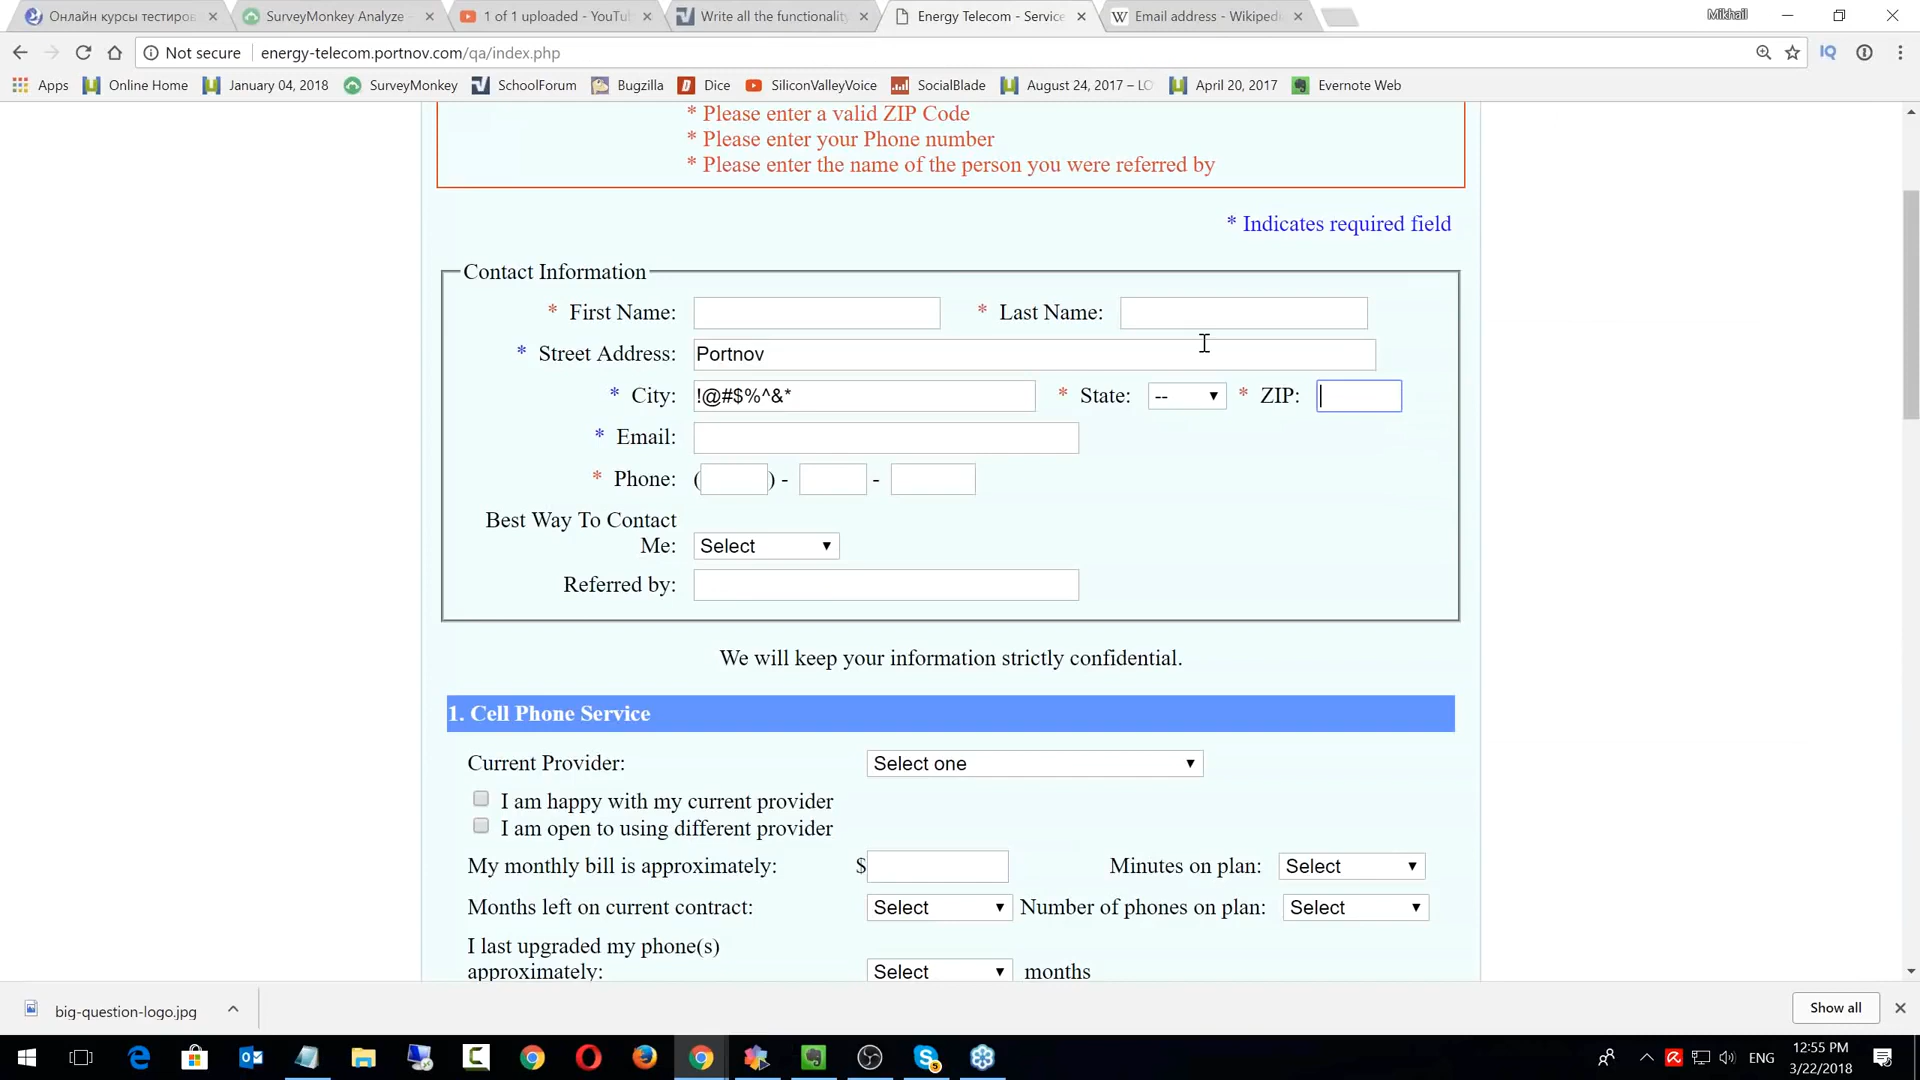 Онлайн курсы тестиров
SurveyMonkey Analyze
1 of 1 uploaded - YouTu
Write all the functionality
Energy Telecom - Service
Email address - Wikipedi
Mikhail
Not secure
energy-telecom.portnov.com/qa/index.php
Apps
Online Home
January 04, 2018
SurveyMonkey
SchoolForum
Bugzilla
Dice
SiliconValleyVoice
SocialBlade
August 24, 2017 – LO
April 20, 2017
Evernote Web
* Please enter a valid ZIP Code
* Please enter your Phone number
* Please enter the name of the person you were referred by
* Indicates required field
Contact Information
* First Name:
* Last Name:
* Street Address: Portnov
* City: !@#$%^&*
* State: --
* ZIP:
* Email:
* Phone: ( ) - -
Best Way To Contact
Me: Select
Referred by:
We will keep your information strictly confidential.
1. Cell Phone Service
Current Provider: Select one
I am happy with my current provider
I am open to using different provider
My monthly bill is approximately: $
Minutes on plan: Select
Months left on current contract: Select
Number of phones on plan: Select
I last upgraded my phone(s)
approximately: Select months
big-question-logo.jpg
Show all
ENG
12:55 PM
3/22/2018